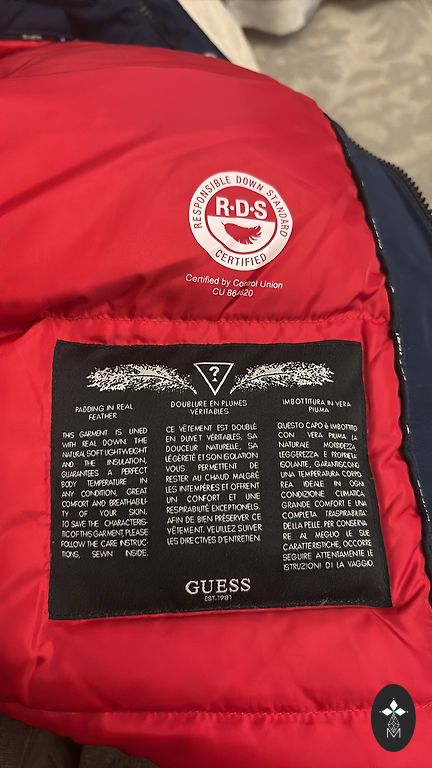 RESPONSIBLE DOWN STANDARD
R·D·S
CERTIFIED
Certified by Control Union
CU 864620
?
PADDING IN REAL
FEATHER
THIS GARMENT IS LINED
WITH REAL DOWN. THE
NATURAL SOFT LIGHTWEIGHT
AND THE INSULATION,
GUARANTEES A PERFECT
BODY TEMPERATURE IN
ANY CONDITION, GREAT
COMFORT AND BREATHABILI-
TY OF YOUR SKIN.
TO SAVE THE CHARACTERIS-
TIC OF THIS GARMENT, PLEASE
FOLLOW THE CARE INSTRUC-
TIONS, SEWN INSIDE.
DOUBLURE EN PLUMES
VÉRITABLES
CE VÊTEMENT EST DOUBLÉ
EN DUVET VÉRITABLES, SA
DOUCEUR NATURELLE, SA
LÉGERETÉ ET SON ISOLATION
VOUS PERMETTENT DE
RESTER AU CHAUD MALGRÉ
LES INTEMPÉRIES ET OFFRENT
UN CONFORT ET UNE
RESPIRABILITÉ EXCEPTIONELS.
AFIN DE BIEN PRÉSERVER CE
VÊTEMENT, VEUILLEZ SUIVER
LES DIRECTIVES D'ENTRETIEN.
IMBOTTITURA IN VERA
PIUMA
QUESTO CAPO è IMBOTTITO
CON VERA PIUMA LA
NATURALE MORBIDEZZA
LEGGEREZZA E PROPRIETà
ISOLANTE, GARANTISCONO
UNA TEMPERATURA CORPO-
REA IDEALE IN OGNI
CONDIZIONE CLIMATICA.
GRANDE COMFORT E UNA
COMPLETA TRASPIRABILITA'
DELLA PELLE. PER CONSERVA-
RE AL MEGLIO LE SUE
CARATTERISTICHE OCCORRE
SEGUIRE ATTENTAMENTE LE
ISTRUZIONI DI LA VAGGIO.
GUESS
EST. 1981
M